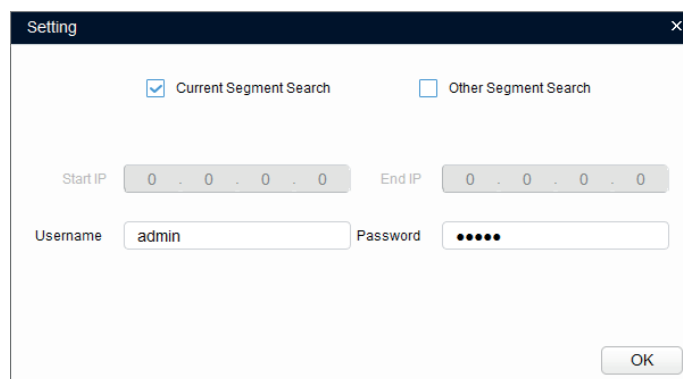 Setting
Current Segment Search Other Segment Search
Start IP 0 . 0 . 0 . 0 End IP 0 . 0 . 0 . 0
Username admin Password •••••
OK